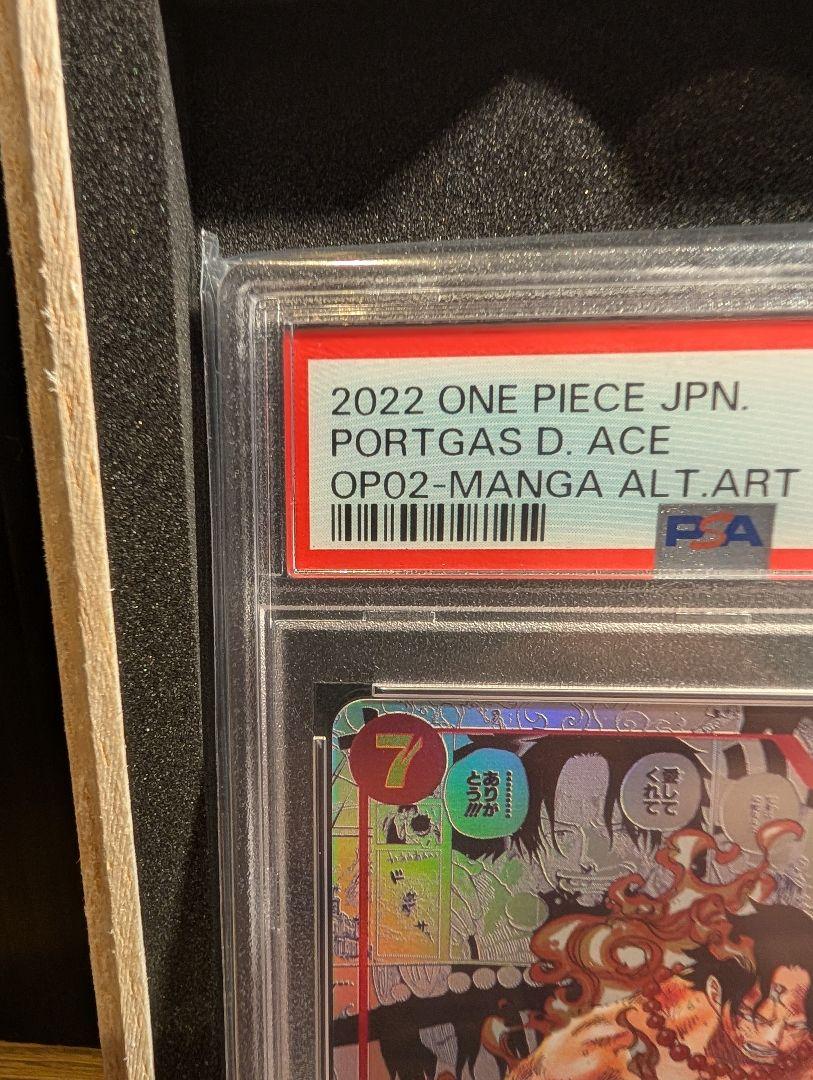 2022 ONE PIECE JPN.
PORTGAS D. ACE
OP02-MANGA ALT.ART
PSA
7
愛して
くれて
………
ありが
とう!!!